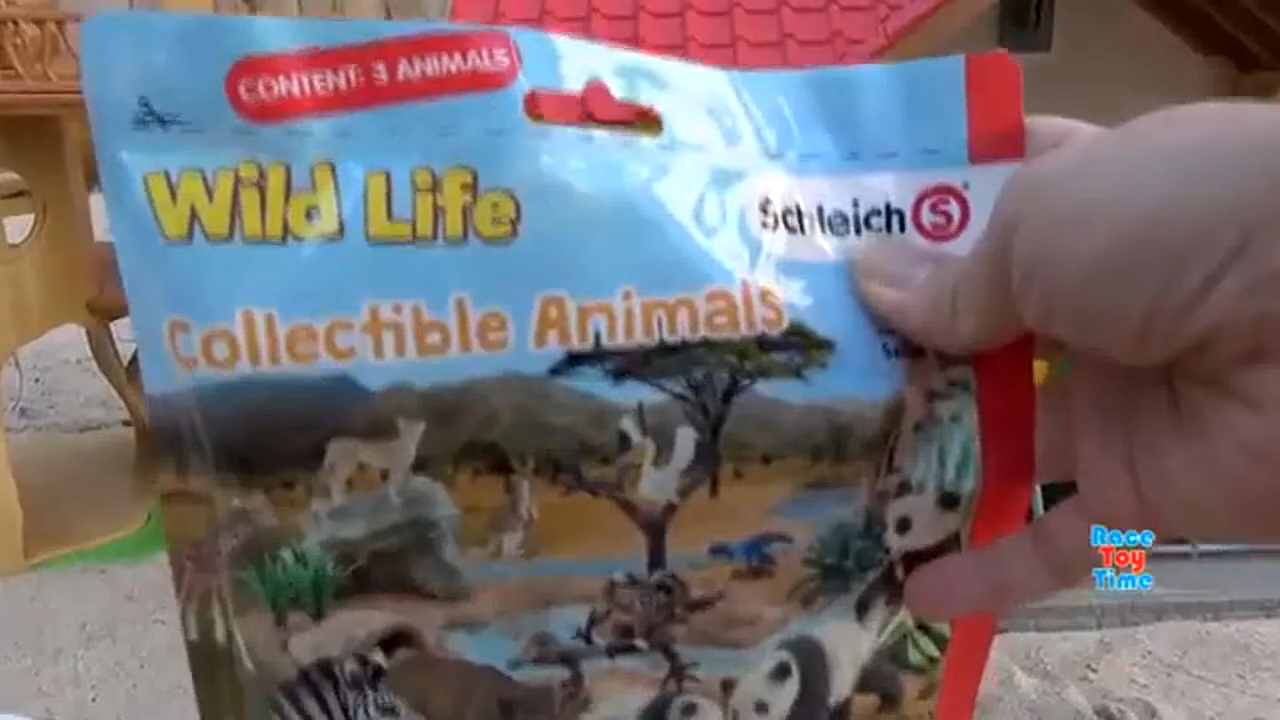 CONTENT: 3 ANIMALS
Wild Life
Schleich S
Collectible Animals
Race
Toy
Time